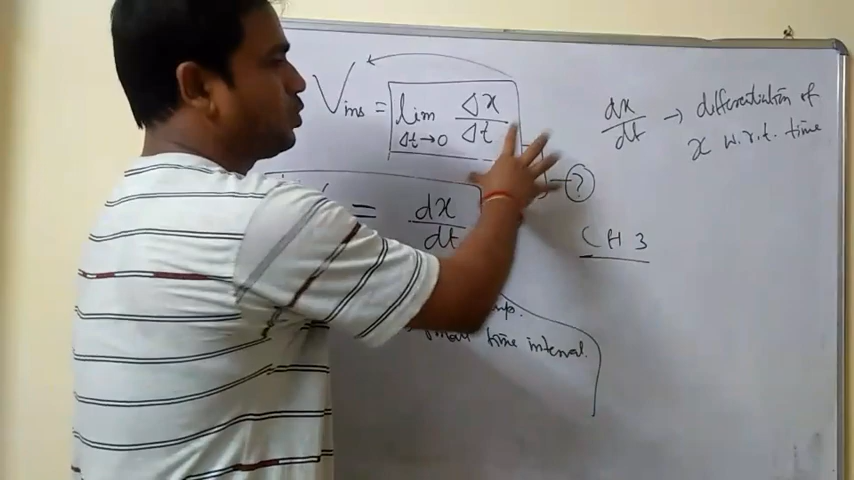 Vins = lim Δx/Δt
Δt→0
dx/dt → differentiation of
x w.r.t. time
?
= dx/dt
CH 3
time interval.